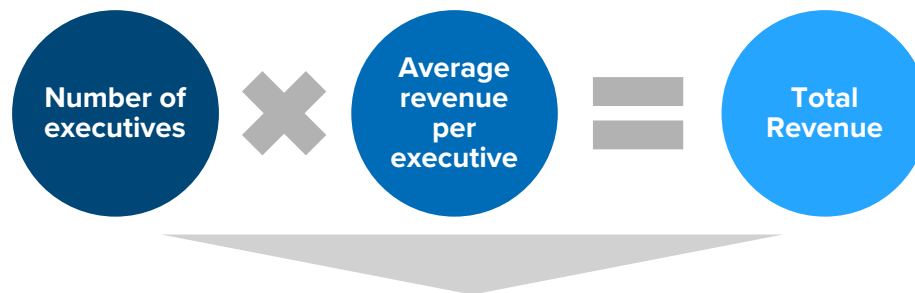 Number of
executives
Average
revenue
per
executive
Total
Revenue